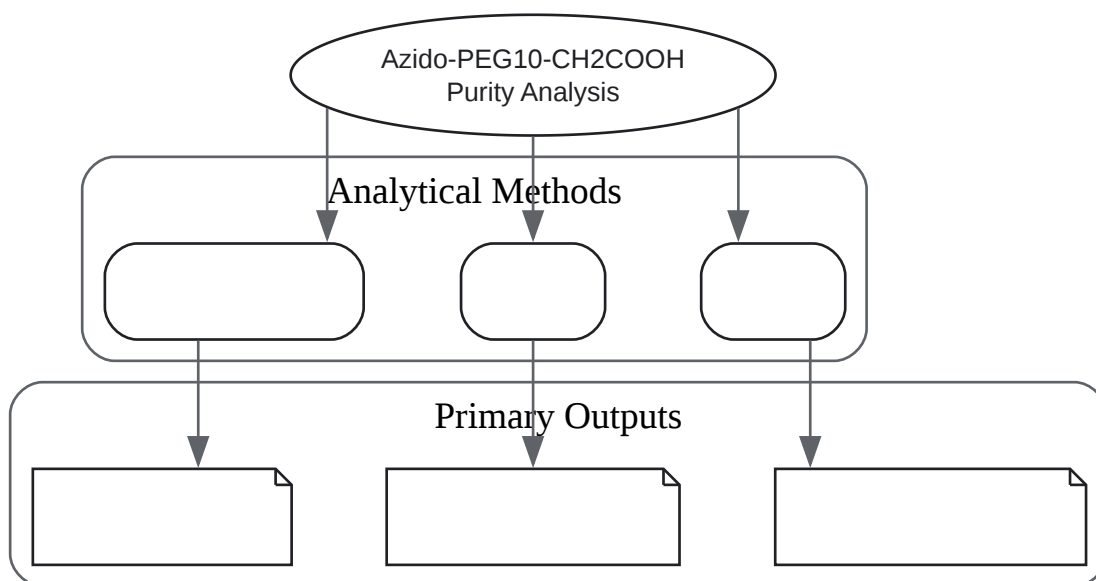 Azido-PEG10-CH2COOH
Purity Analysis
Analytical Methods
Primary Outputs